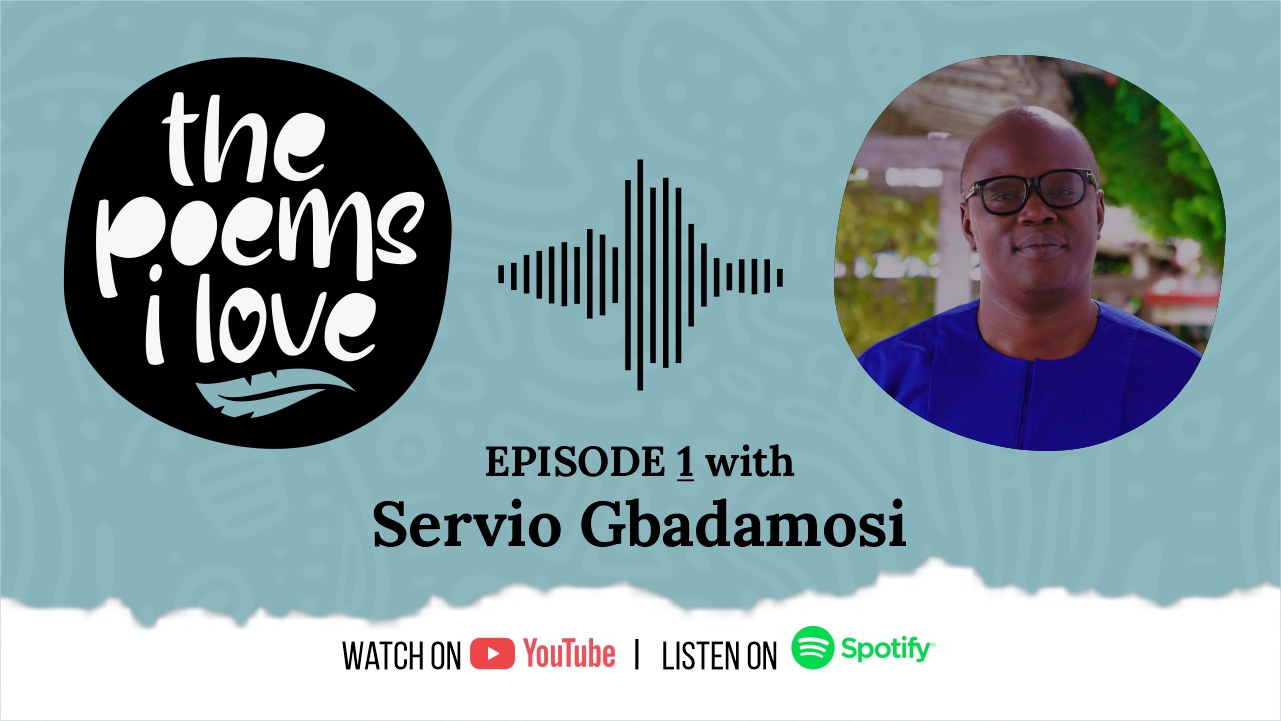 the
poems
i love
EPISODE 1 with
Servio Gbadamosi
WATCH ON YouTube | LISTEN ON Spotify